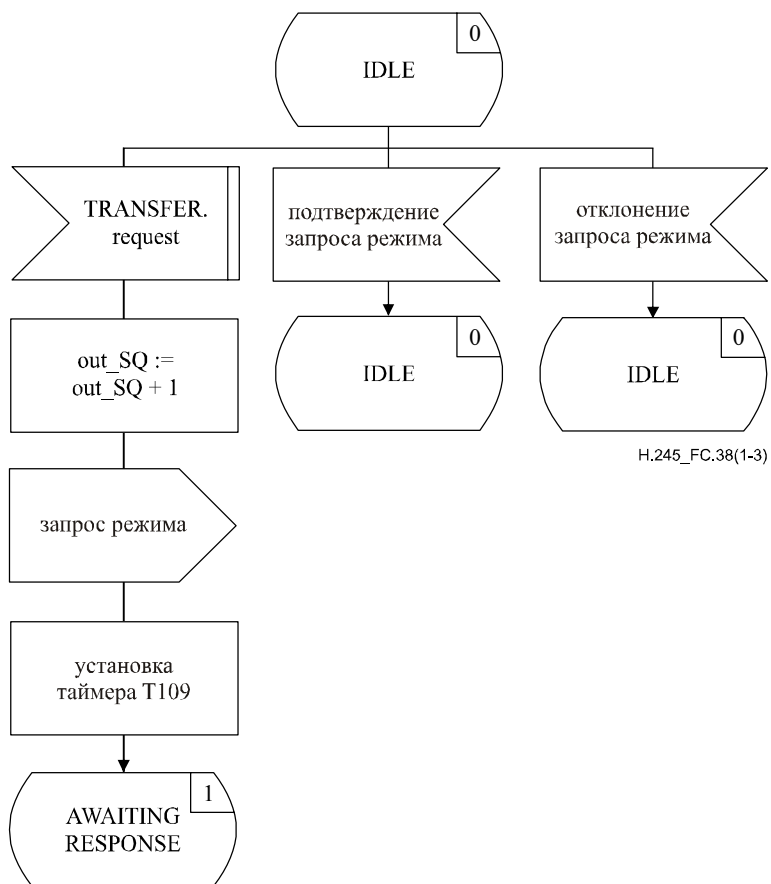 0
IDLE
TRANSFER.
request
подтверждение
запроса режима
отклонение
запроса режима
out_SQ :=
out_SQ + 1
0
IDLE
0
IDLE
H.245_FC.38(1-3)
запрос режима
установка
таймера T109
1
AWAITING
RESPONSE